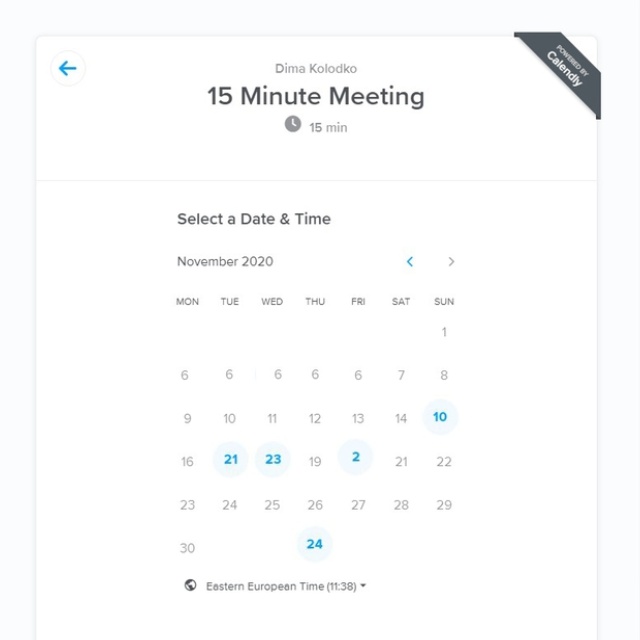 POWERED BY
Calendly
Dima Kolodko
15 Minute Meeting
15 min
Select a Date & Time
November 2020
MON TUE WED THU FRI SAT SUN
1
6 6 6 6 6 7 8
9 10 11 12 13 14 10
16 21 23 19 2 21 22
23 24 25 26 27 28 29
30 24
Eastern European Time (11:38)